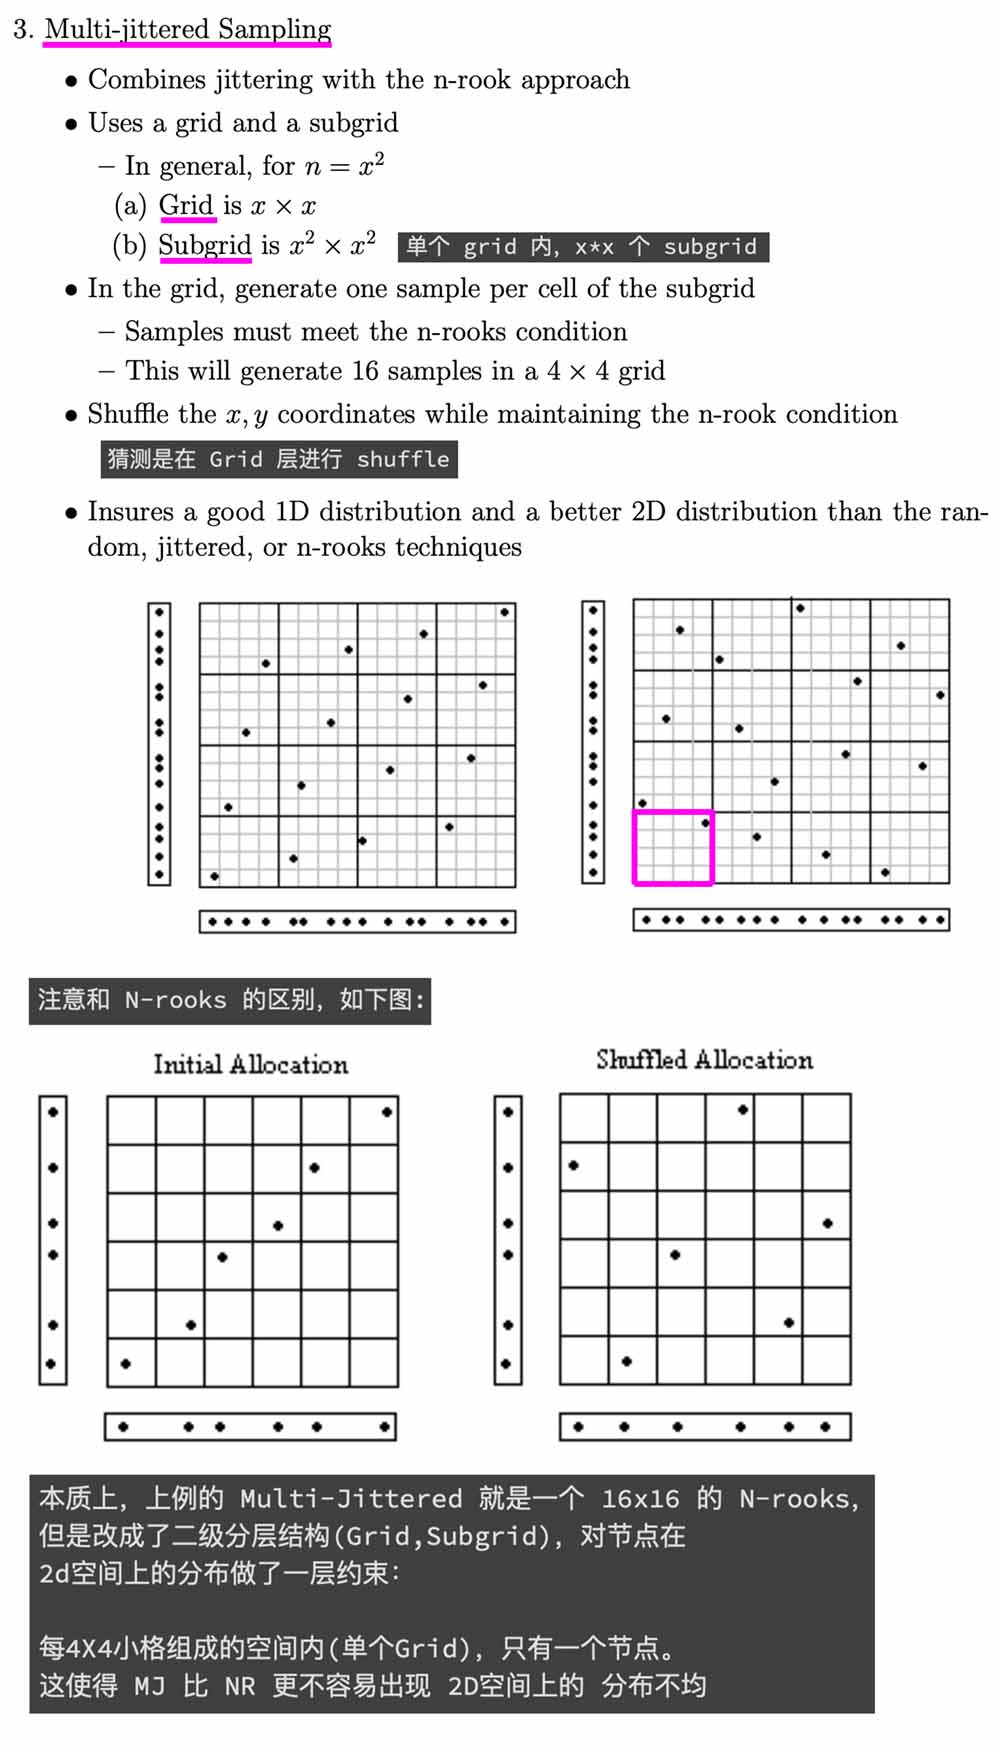 3. Multi-jittered Sampling
• Combines jittering with the n-rook approach
• Uses a grid and a subgrid
– In general, for n = x²
(a) Grid is x × x
(b) Subgrid is x² × x² 单个 grid 内, x*x 个 subgrid
• In the grid, generate one sample per cell of the subgrid
– Samples must meet the n-rooks condition
– This will generate 16 samples in a 4 × 4 grid
• Shuffle the x, y coordinates while maintaining the n-rook condition
猜测是在 Grid 层进行 shuffle
• Insures a good 1D distribution and a better 2D distribution than the ran-
dom, jittered, or n-rooks techniques
注意和 N-rooks 的区别, 如下图:
Initial Allocation
Shuffled Allocation
本质上, 上例的 Multi-Jittered 就是一个 16x16 的 N-rooks,
但是改成了二级分层结构(Grid,Subgrid), 对节点在
2d空间上的分布做了一层约束:
每4X4小格组成的空间内(单个Grid), 只有一个节点。
这使得 MJ 比 NR 更不容易出现 2D空间上的 分布不均